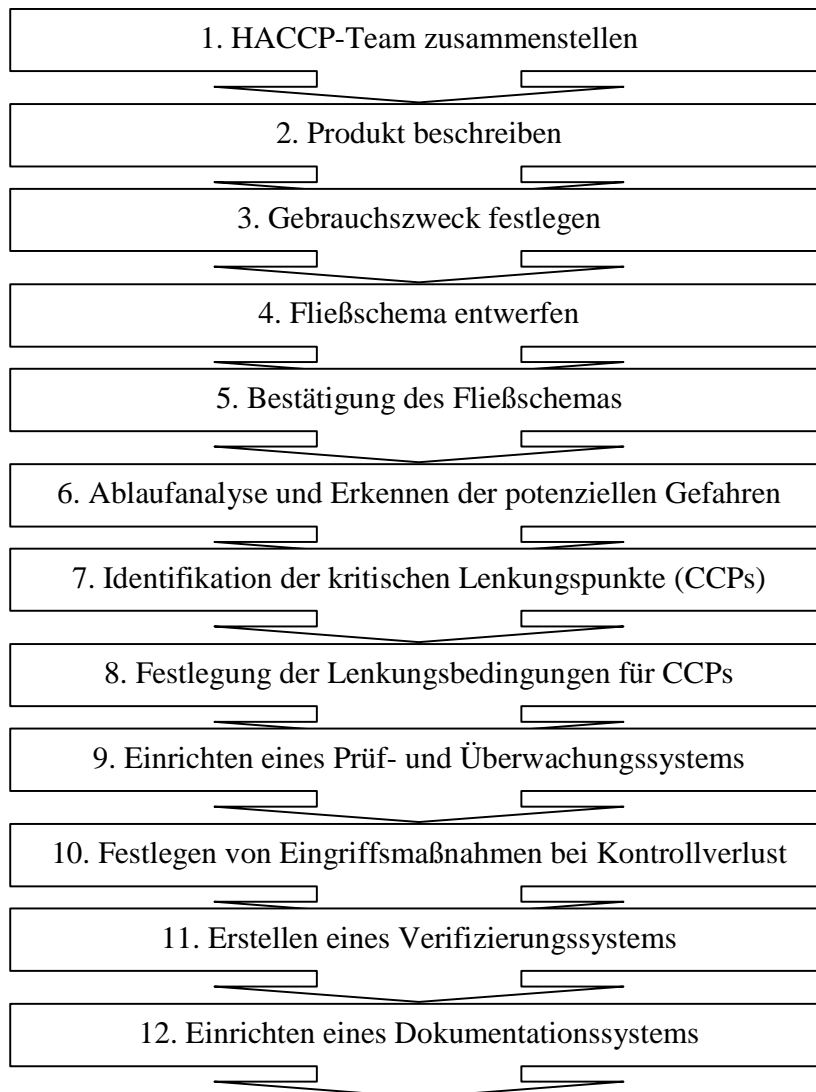 1. HACCP-Team zusammenstellen
2. Produkt beschreiben
3. Gebrauchszweck festlegen
4. Fließschema entwerfen
5. Bestätigung des Fließschemas
6. Ablaufanalyse und Erkennen der potenziellen Gefahren
7. Identifikation der kritischen Lenkungspunkte (CCPs)
8. Festlegung der Lenkungsbedingungen für CCPs
9. Einrichten eines Prüf- und Überwachungssystems
10. Festlegen von Eingriffsmaßnahmen bei Kontrollverlust
11. Erstellen eines Verifizierungssystems
12. Einrichten eines Dokumentationssystems